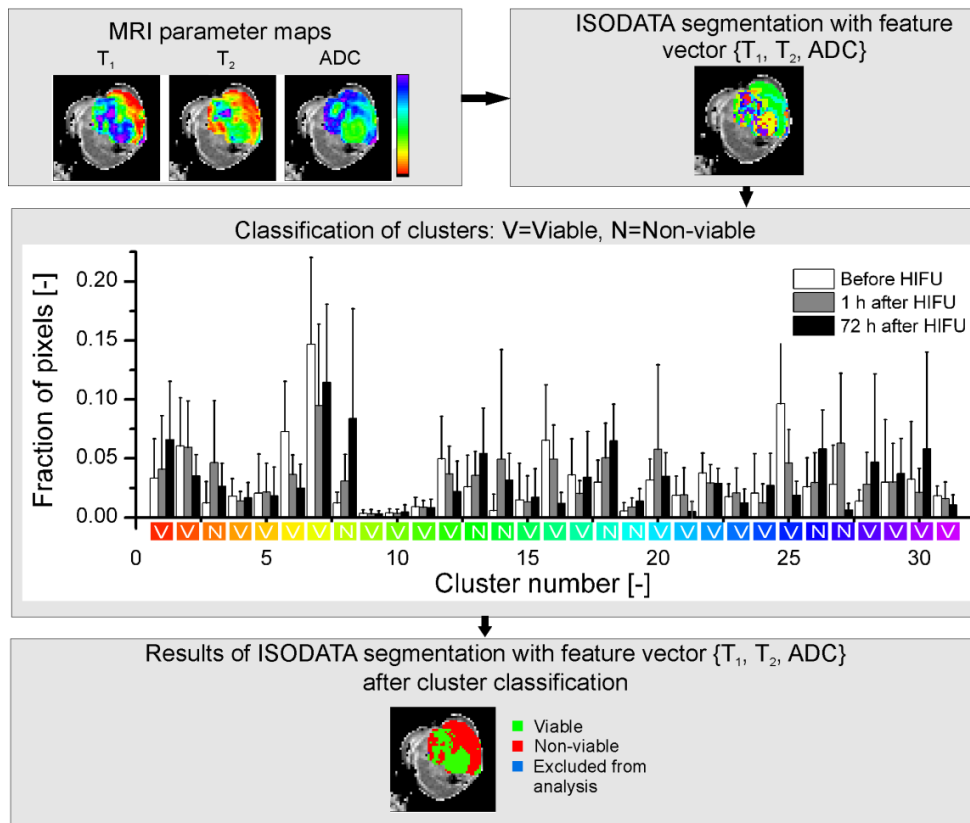 MRI parameter maps
T₁ T₂ ADC
ISODATA segmentation with feature
vector {T₁, T₂, ADC}
Classification of clusters: V=Viable, N=Non-viable
Fraction of pixels [-]
0.20
0.15
0.10
0.05
0.00
Before HIFU
1 h after HIFU
72 h after HIFU
V V N V V V V N V V V V N N V V V N N V V V V V V N N V V V V
0 5 10 15 20 25 30
Cluster number [-]
Results of ISODATA segmentation with feature vector {T₁, T₂, ADC}
after cluster classification
Viable
Non-viable
Excluded from
analysis